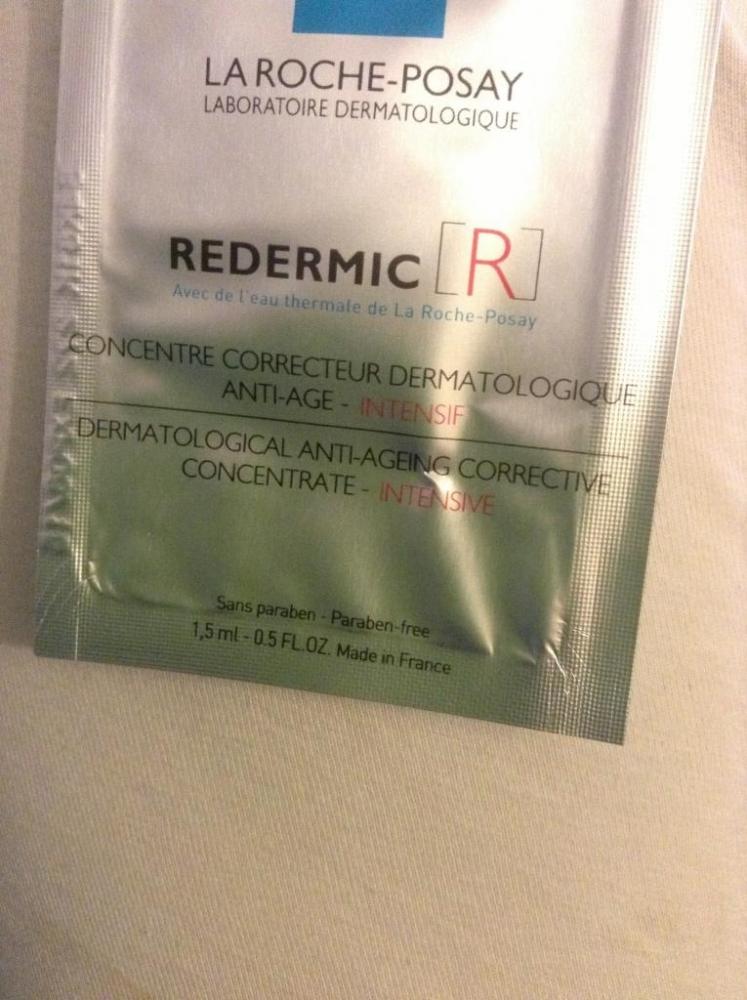 LA ROCHE-POSAY
LABORATOIRE DERMATOLOGIQUE
REDERMIC [R]
Avec de l'eau thermale de La Roche-Posay
CONCENTRE CORRECTEUR DERMATOLOGIQUE
ANTI-AGE - INTENSIF
DERMATOLOGICAL ANTI-AGEING CORRECTIVE
CONCENTRATE - INTENSIVE
Sans paraben - Paraben-free
1,5 ml - 0.5 FL.OZ. Made in France